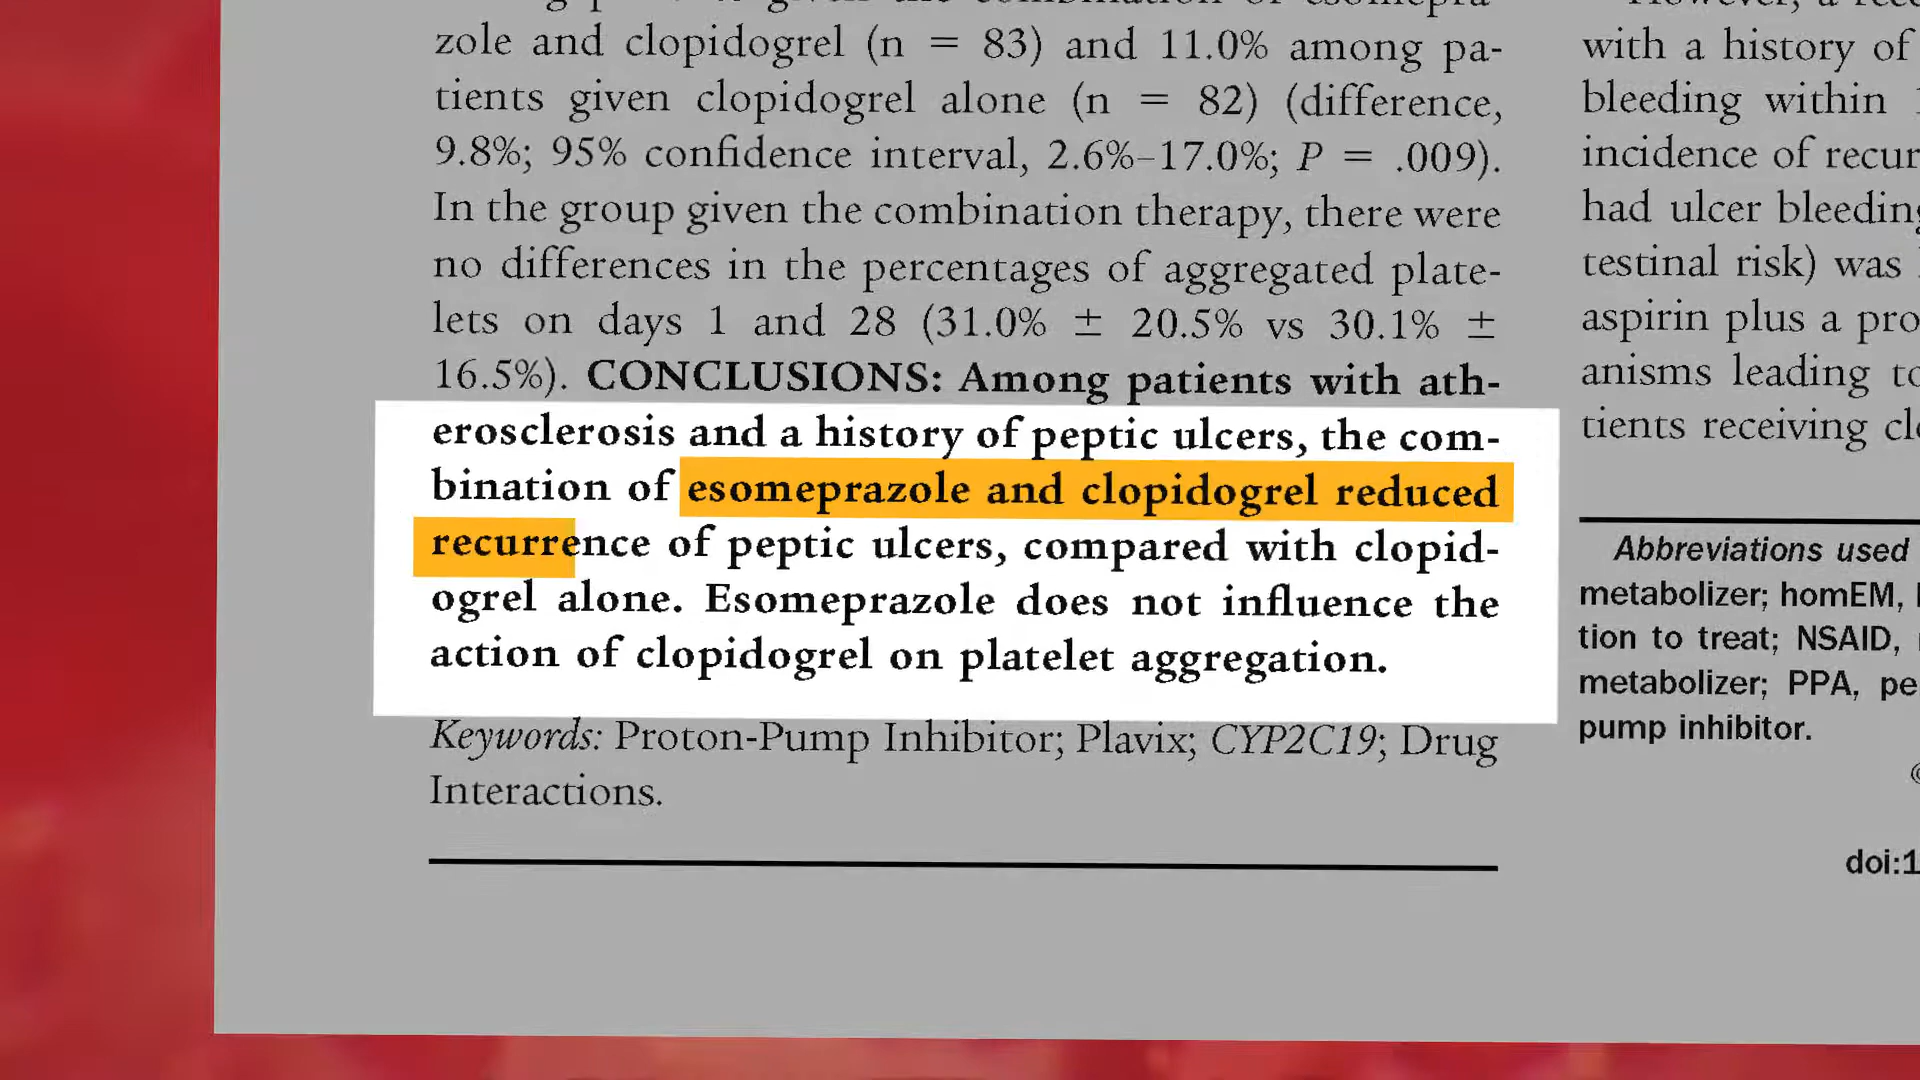 zole and clopidogrel (n = 83) and 11.0% among pa-
tients given clopidogrel alone (n = 82) (difference,
9.8%; 95% confidence interval, 2.6%–17.0%; P = .009).
In the group given the combination therapy, there were
no differences in the percentages of aggregated plate-
lets on days 1 and 28 (31.0% ± 20.5% vs 30.1% ±
16.5%). CONCLUSIONS: Among patients with ath-
erosclerosis and a history of peptic ulcers, the com-
bination of esomeprazole and clopidogrel reduced
recurrence of peptic ulcers, compared with clopid-
ogrel alone. Esomeprazole does not influence the
action of clopidogrel on platelet aggregation.
Keywords: Proton-Pump Inhibitor; Plavix; CYP2C19; Drug
Interactions.
with a history of
bleeding within
incidence of recur
had ulcer bleeding
testinal risk) was
aspirin plus a pro
anisms leading to
tients receiving clo
Abbreviations used
metabolizer; homEM,
tion to treat; NSAID,
metabolizer; PPA, pe
pump inhibitor.
doi:1